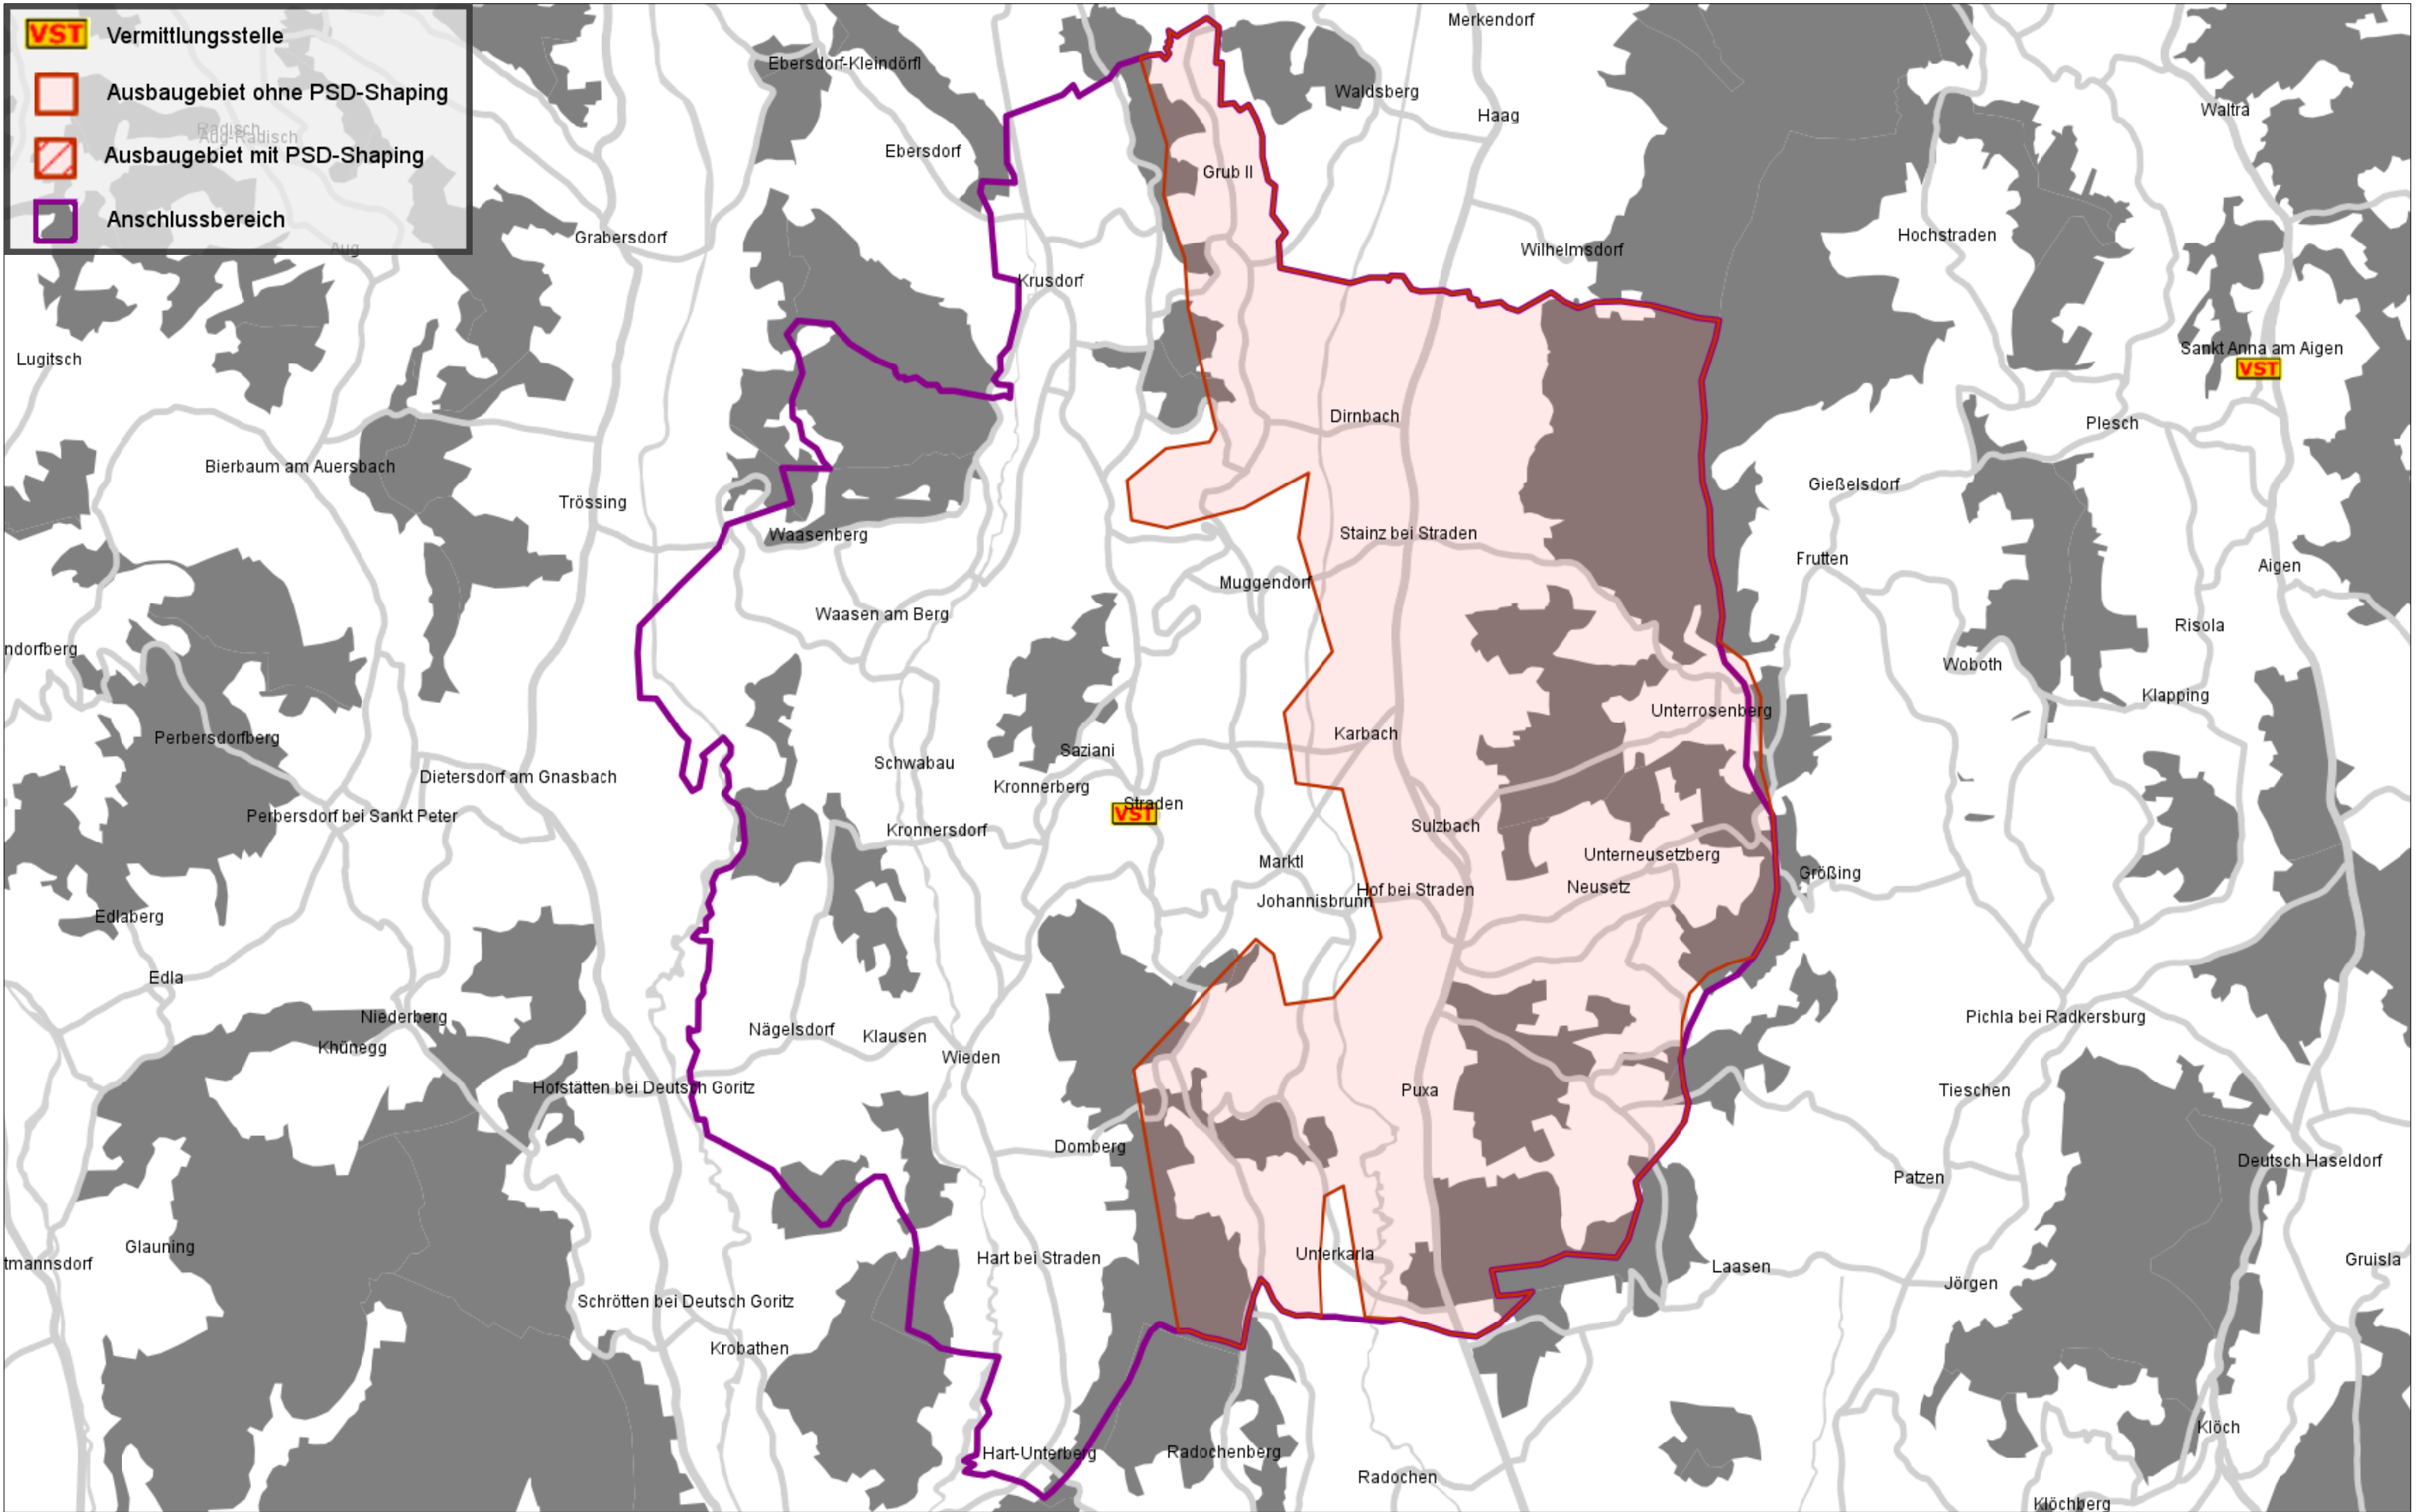 VST Vermittlungsstelle
Ausbaugebiet ohne PSD-Shaping
Radisch
Aug-Radisch
Ausbaugebiet mit PSD-Shaping
Anschlussbereich
Aug
Merkendorf
Ebersdorf-Kleindörfl
Waldsberg
Haag
Waltra
Ebersdorf
Grub II
Grabersdorf
Hochstraden
Wilhelmsdorf
Krusdorf
Lugitsch
Sankt Anna am Aigen
VST
Dirnbach
Plesch
Bierbaum am Auersbach
Gießelsdorf
Trössing
Waasenberg
Stainz bei Straden
Frutten
Aigen
Muggendorf
Waasen am Berg
Risola
ndorfberg
Woboth
Klapping
Unterrosenberg
Perbersdorfberg
Karbach
Saziani
Schwabau
Dietersdorf am Gnasbach
Kronnerberg
Straden
VST
Perbersdorf bei Sankt Peter
Kronnersdorf
Sulzbach
Unterneusetzberg
Marktl
Größing
Neusetz
Hof bei Straden
Johannisbrunn
Edlaberg
Edla
Niederberg
Pichla bei Radkersburg
Nägelsdorf
Klausen
Khünegg
Wieden
Hofstätten bei Deutsch Goritz
Puxa
Tieschen
Domberg
Deutsch Haseldorf
Patzen
Glauning
Unterkarla
Hart bei Straden
Gruisla
tmannsdorf
Laasen
Jörgen
Schrötten bei Deutsch Goritz
Krobathen
Klöch
Hart-Unterberg
Radochenberg
Radochen
Klöchberg